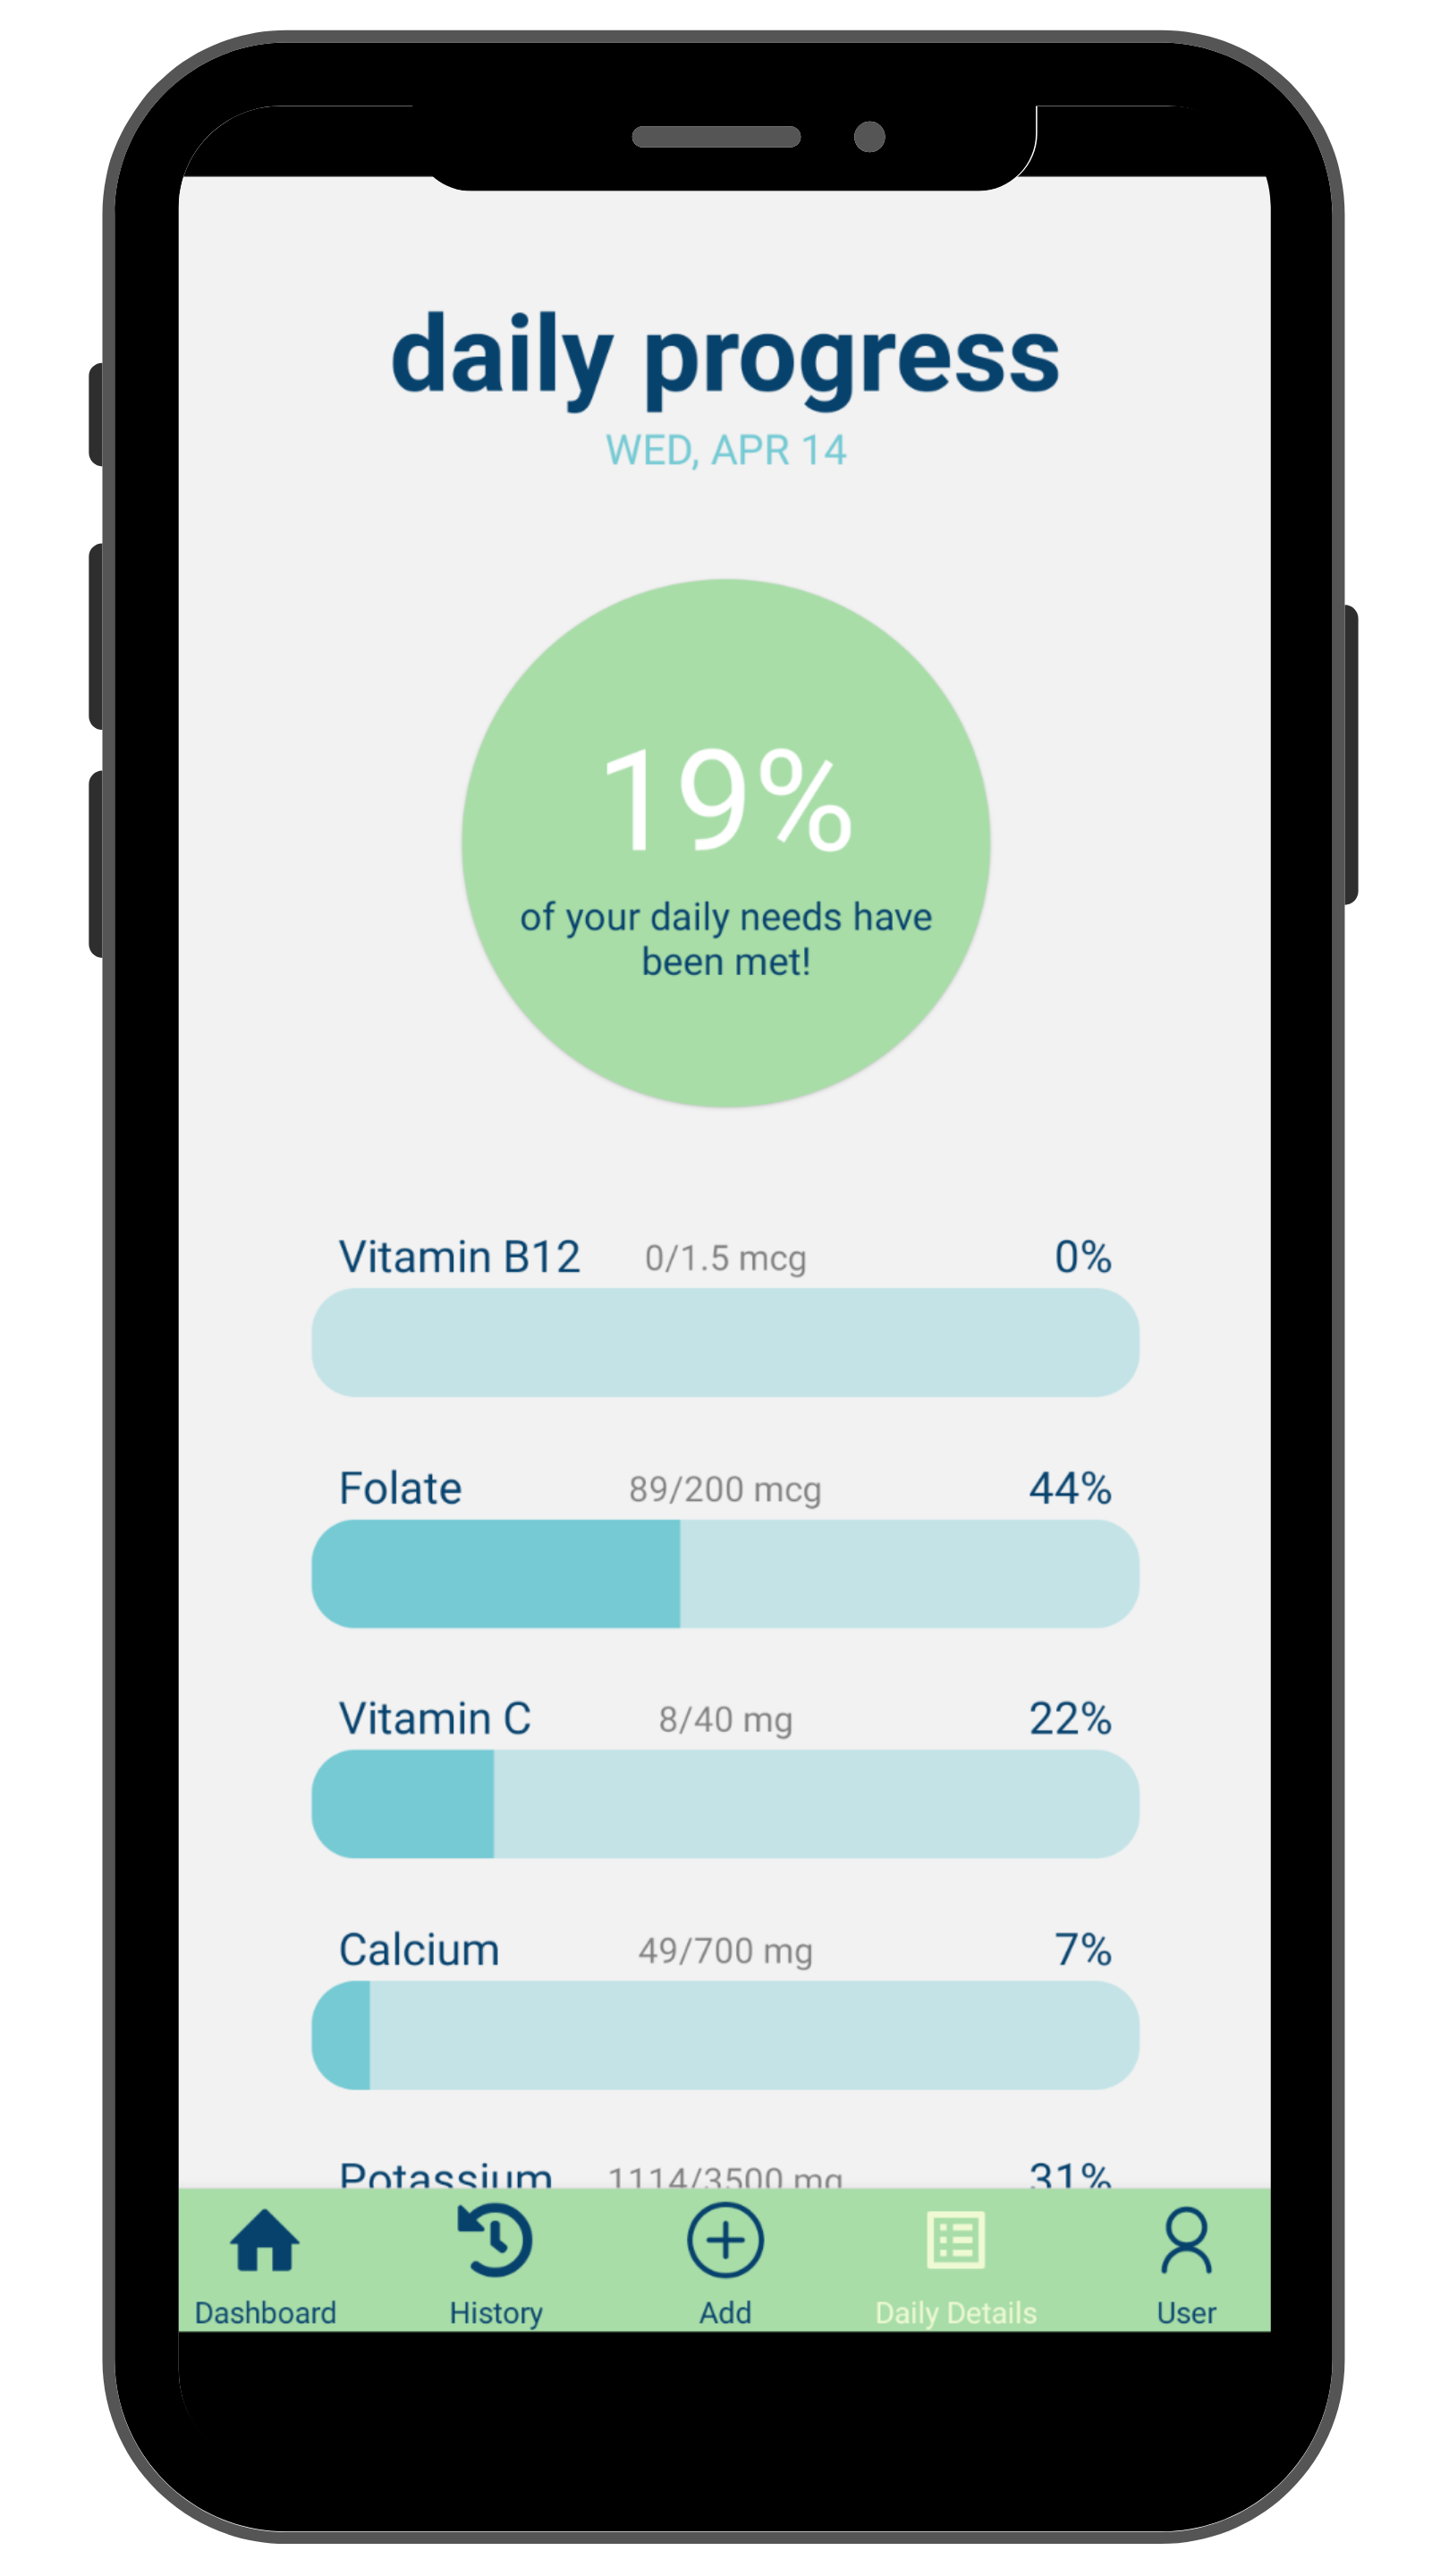 daily progress
WED, APR 14
19%
of your daily needs have
been met!
Vitamin B12 0/1.5 mcg 0%
Folate 89/200 mcg 44%
Vitamin C 8/40 mg 22%
Calcium 49/700 mg 7%
Potassium 1114/3500 mg 31%
Dashboard History Add Daily Details User